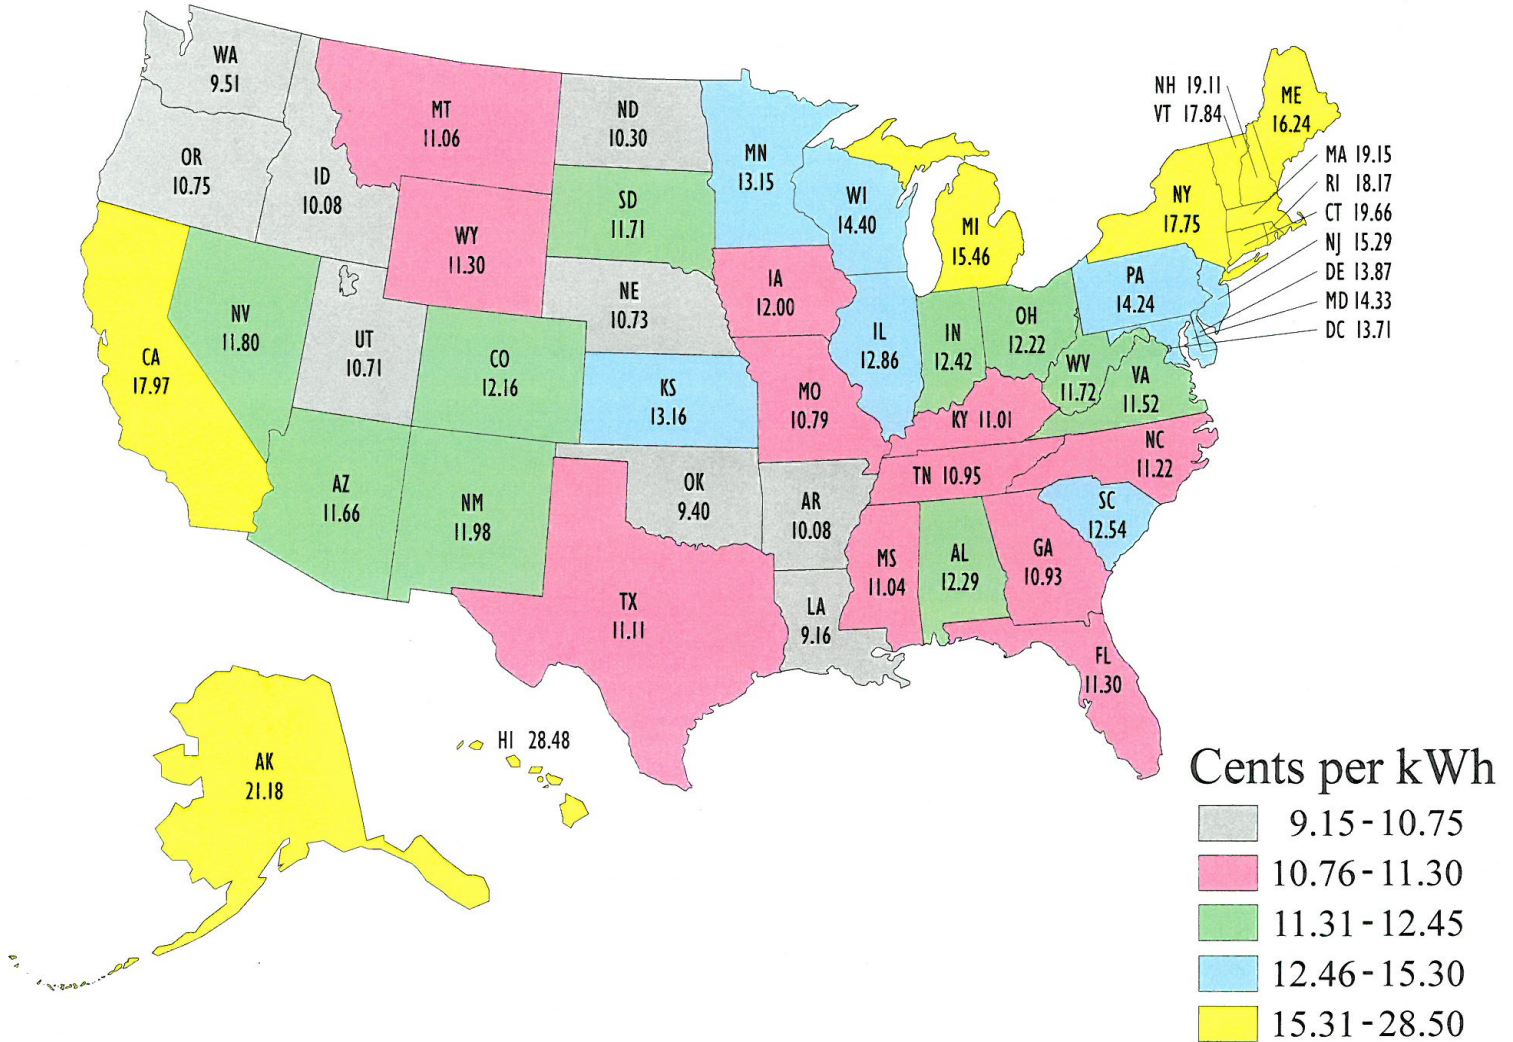 WA
9.51
MT
11.06
ND
10.30
MN
13.15
OR
10.75
ID
10.08
WY
11.30
SD
11.71
WI
14.40
MI
15.46
NY
17.75
NH 19.11
VT 17.84
ME
16.24
MA 19.15
RI 18.17
CT 19.66
NJ 15.29
DE 13.87
MD 14.33
DC 13.71
PA
14.24
NV
11.80
UT
10.71
CO
12.16
NE
10.73
IA
12.00
IL
12.86
IN
12.42
OH
12.22
WV
11.72
VA
11.52
CA
17.97
KS
13.16
MO
10.79
KY 11.01
NC
11.22
TN 10.95
AZ
11.66
NM
11.98
OK
9.40
AR
10.08
SC
12.54
MS
11.04
AL
12.29
GA
10.93
TX
11.11
LA
9.16
FL
11.30
AK
21.18
HI 28.48
Cents per kWh
9.15-10.75
10.76-11.30
11.31-12.45
12.46-15.30
15.31-28.50